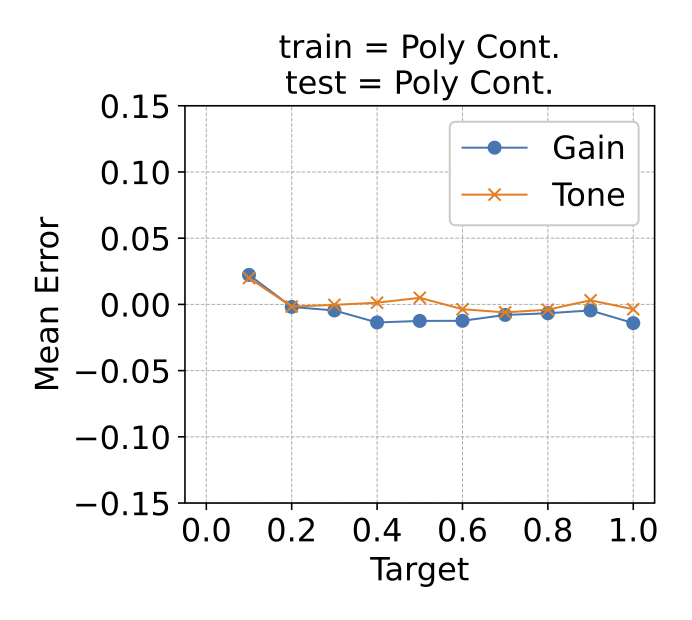 train = Poly Cont.
test = Poly Cont.
0.15
0.10
0.05
0.00
−0.05
−0.10
−0.15
Mean Error
Gain
Tone
0.0 0.2 0.4 0.6 0.8 1.0
Target